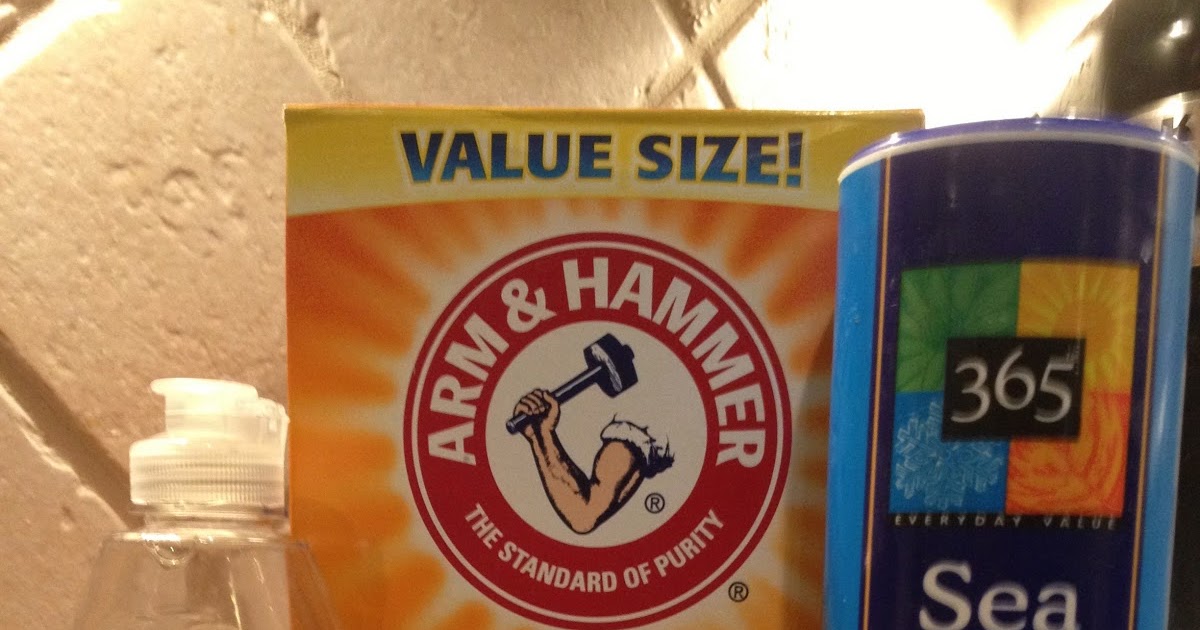 VALUE SIZE!
ARM & HAMMER
®
THE STANDARD OF PURITY
®
365
EVERYDAY VALUE
Sea
K